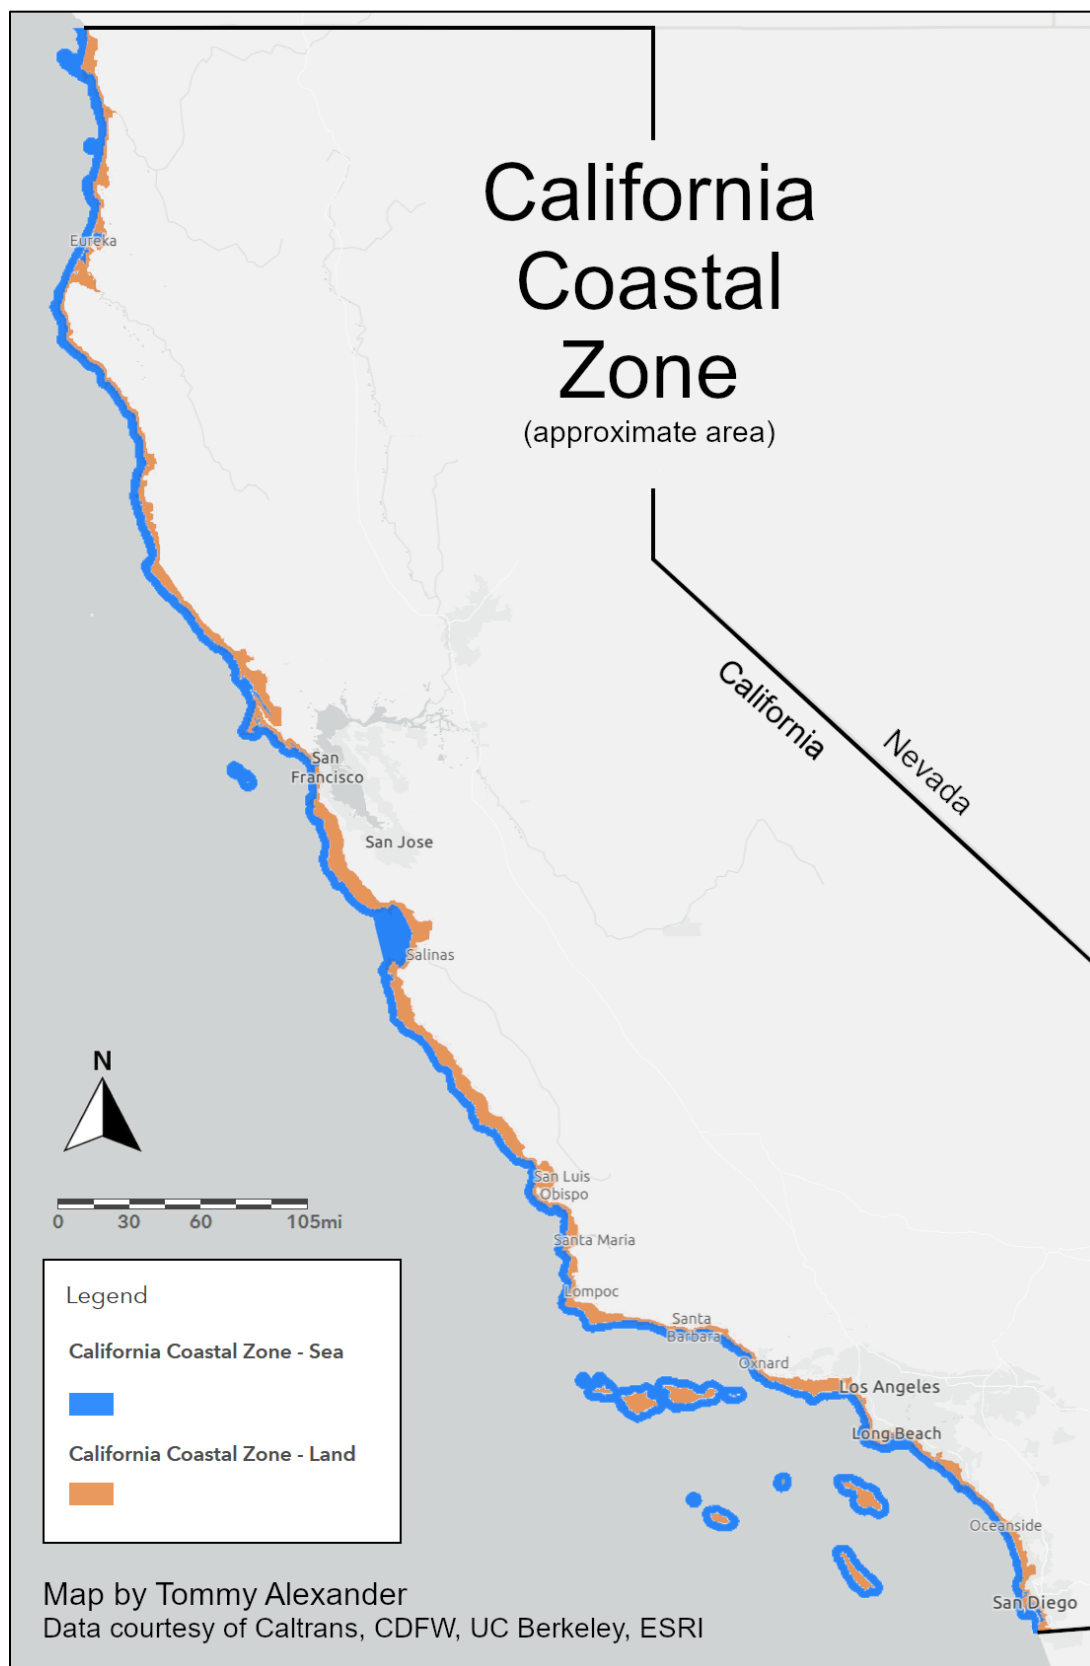 California
Coastal
Zone
(approximate area)
Eureka
California
Nevada
San
Francisco
San Jose
Salinas
N
0 30 60 105mi
San Luis
Obispo
Santa Maria
Lompoc
Santa
Barbara
Oxnard
Los Angeles
Long Beach
Oceanside
San Diego
Legend
California Coastal Zone - Sea
California Coastal Zone - Land
Map by Tommy Alexander
Data courtesy of Caltrans, CDFW, UC Berkeley, ESRI